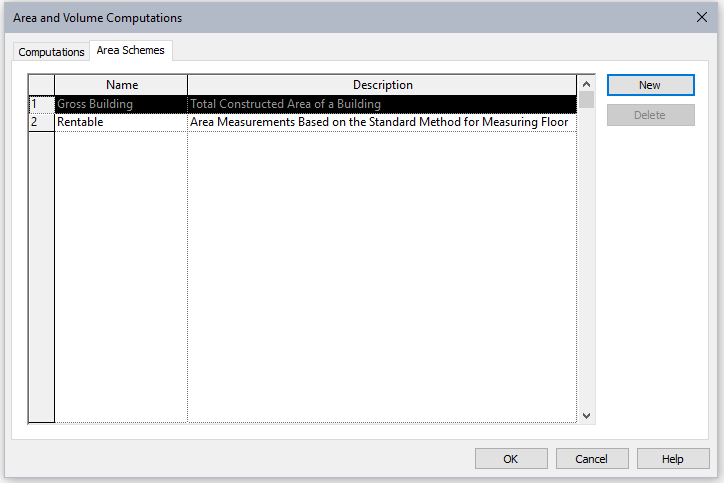 Area and Volume Computations
Computations Area Schemes
Name Description
1 Gross Building Total Constructed Area of a Building
2 Rentable Area Measurements Based on the Standard Method for Measuring Floor
New
Delete
OK Cancel Help